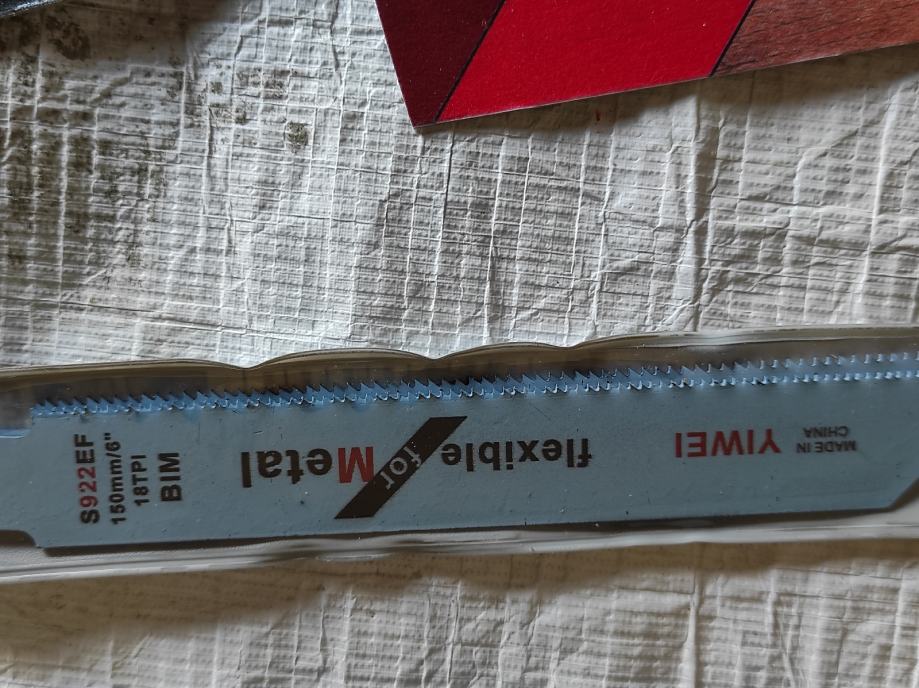 S922EF
150mm/6"
18TPI
BIM
flexible
for
Metal
YIWEI
MADE IN
CHINA